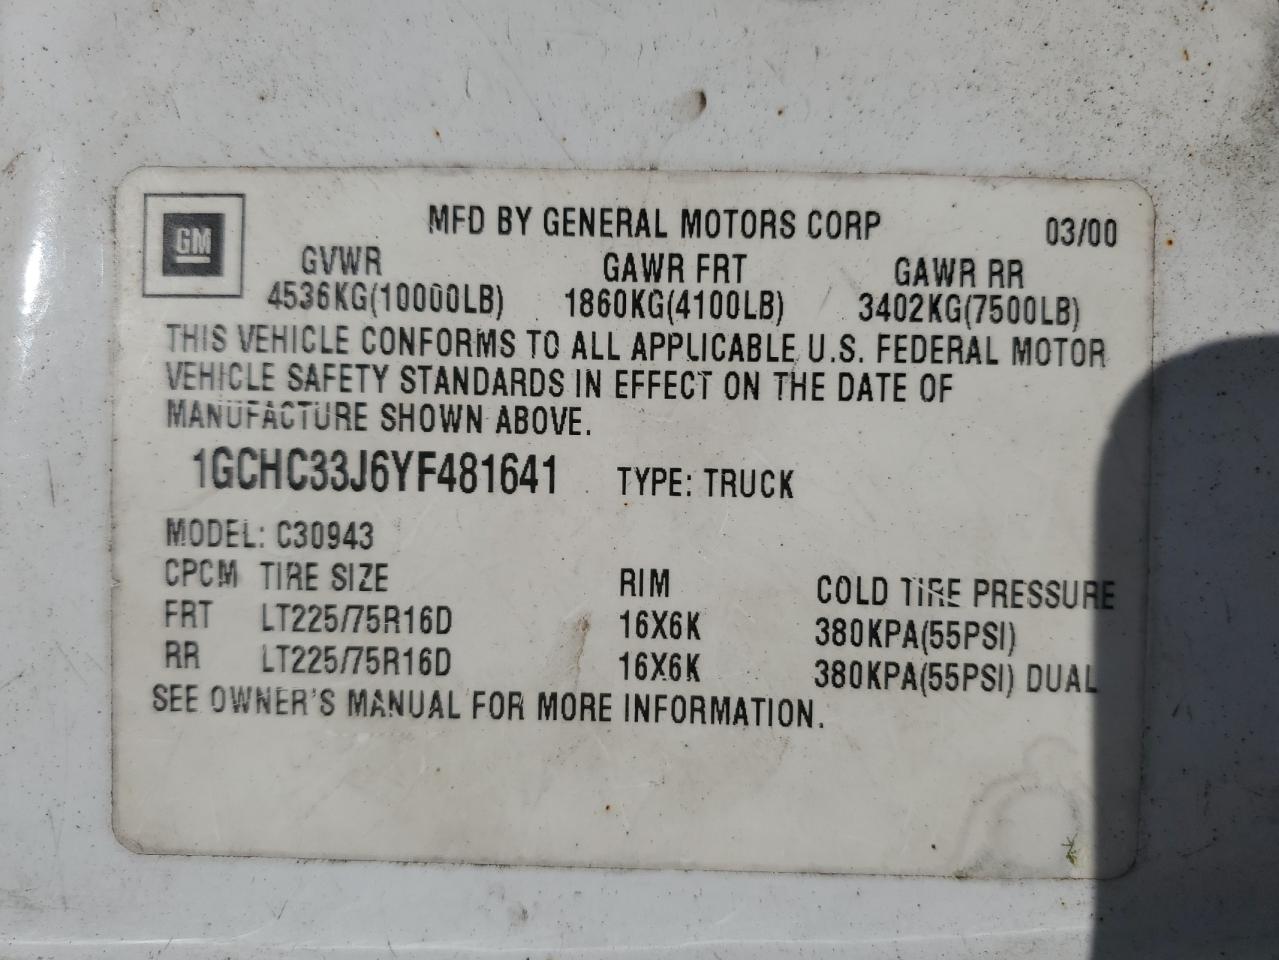 GM
MFD BY GENERAL MOTORS CORP 03/00
GVWR GAWR FRT GAWR RR
4536KG(10000LB) 1860KG(4100LB) 3402KG(7500LB)
THIS VEHICLE CONFORMS TO ALL APPLICABLE U.S. FEDERAL MOTOR
VEHICLE SAFETY STANDARDS IN EFFECT ON THE DATE OF
MANUFACTURE SHOWN ABOVE.
1GCHC33J6YF481641 TYPE: TRUCK
MODEL: C30943
CPCM TIRE SIZE RIM COLD TIRE PRESSURE
FRT LT225/75R16D 16X6K 380KPA(55PSI)
RR LT225/75R16D 16X6K 380KPA(55PSI) DUAL
SEE OWNER'S MANUAL FOR MORE INFORMATION.